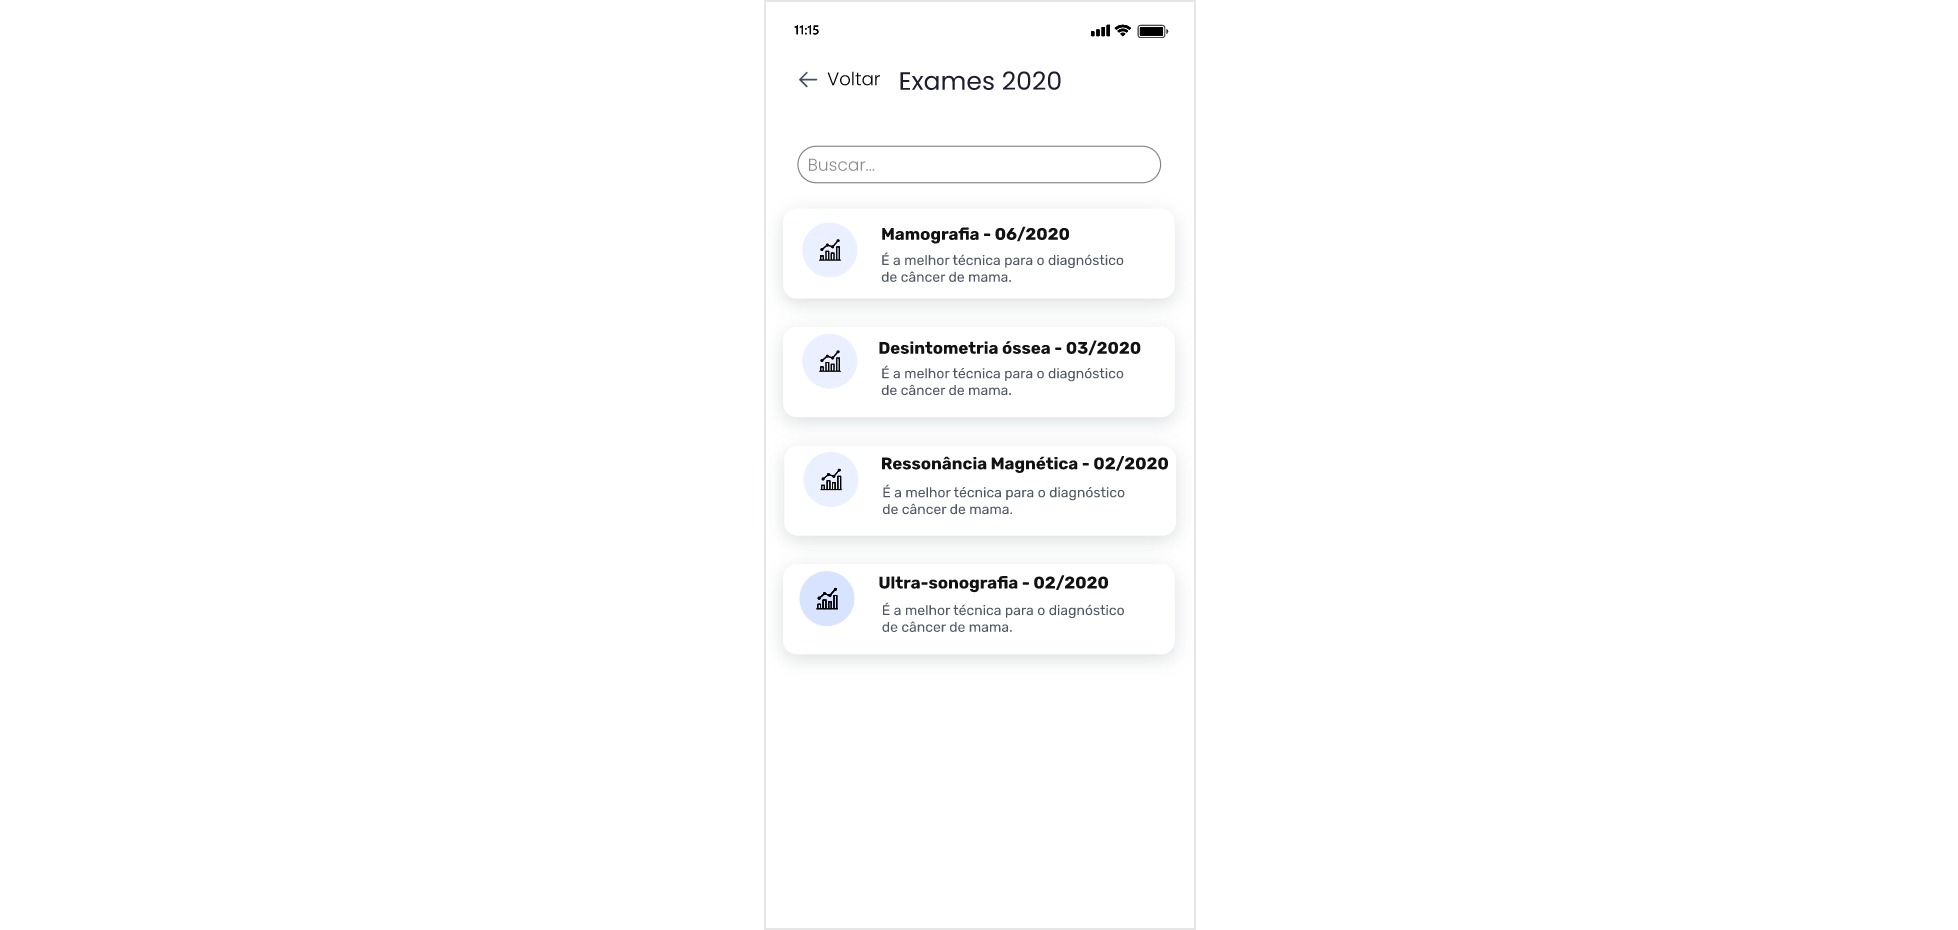 11:15
Voltar Exames 2020
Buscar...
Mamografia - 06/2020
É a melhor técnica para o diagnóstico
de câncer de mama.
Desintometria óssea - 03/2020
É a melhor técnica para o diagnóstico
de câncer de mama.
Ressonância Magnética - 02/2020
É a melhor técnica para o diagnóstico
de câncer de mama.
Ultra-sonografia - 02/2020
É a melhor técnica para o diagnóstico
de câncer de mama.